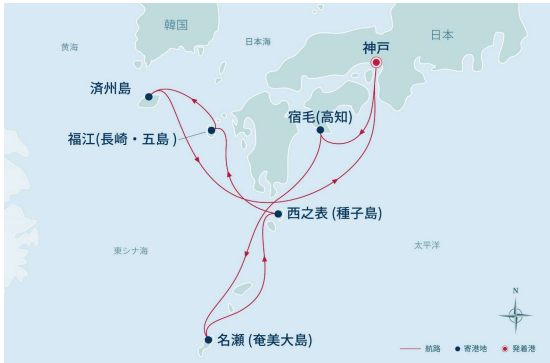 韓国
黄海
日本海
神戸
日本
済州島
宿毛(高知)
福江(長崎・五島)
西之表 (種子島)
東シナ海
太平洋
N
名瀬 (奄美大島)
航路
寄港地
発着港